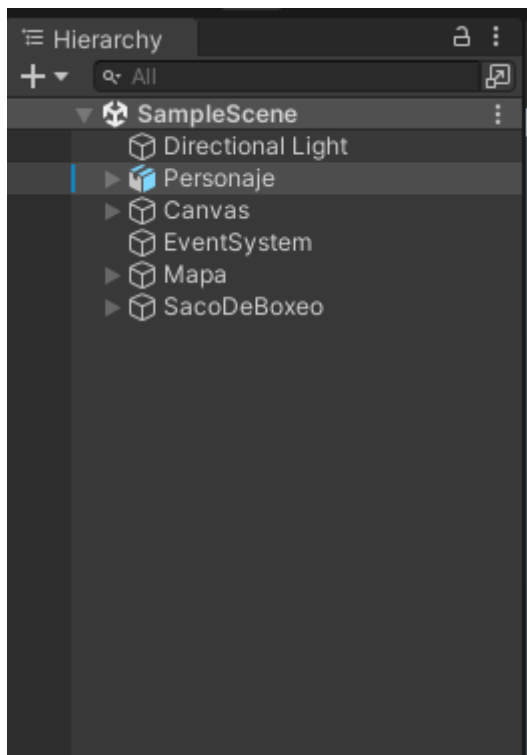 Hierarchy
All
SampleScene
Directional Light
Personaje
Canvas
EventSystem
Mapa
SacoDeBoxeo